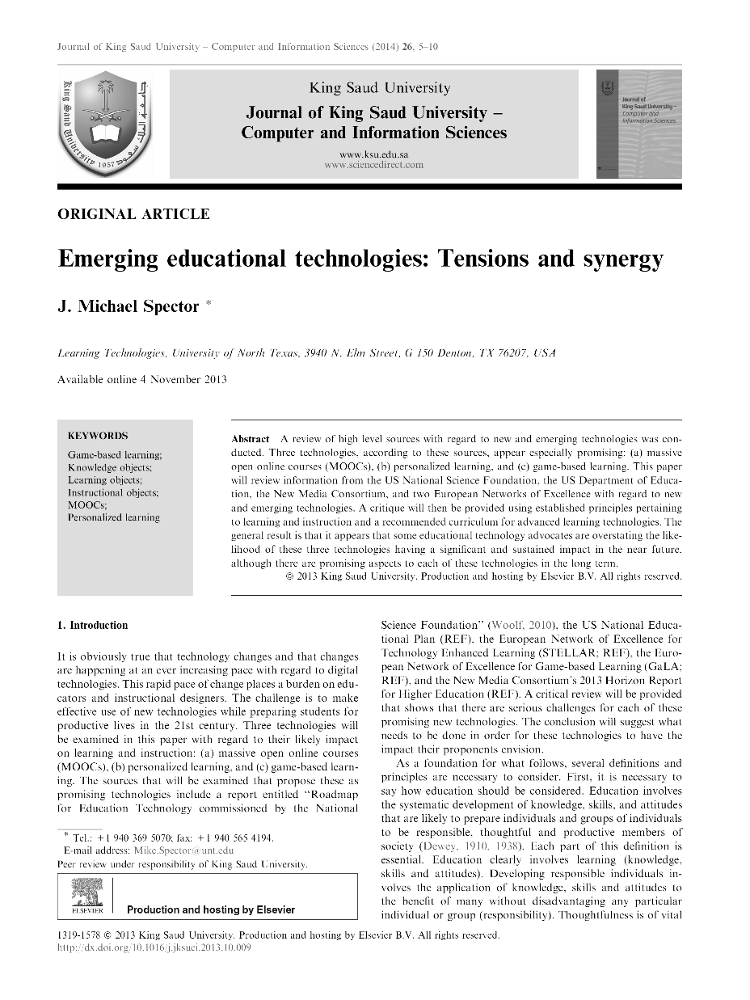 Journal of King Saud University – Computer and Information Sciences (2014) 26, 5–10
King Saud University
1957
King Saud University
Journal of King Saud University –
Computer and Information Sciences
www.ksu.edu.sa
www.sciencedirect.com
Journal of
King Saud University –
Computer and
Information Sciences
ORIGINAL ARTICLE
Emerging educational technologies: Tensions and synergy
J. Michael Spector *
Learning Technologies, University of North Texas, 3940 N. Elm Street, G 150 Denton, TX 76207, USA
Available online 4 November 2013
KEYWORDS
Game-based learning;
Knowledge objects;
Learning objects;
Instructional objects;
MOOCs;
Personalized learning
Abstract A review of high level sources with regard to new and emerging technologies was con-
ducted. Three technologies, according to these sources, appear especially promising: (a) massive
open online courses (MOOCs), (b) personalized learning, and (c) game-based learning. This paper
will review information from the US National Science Foundation, the US Department of Educa-
tion, the New Media Consortium, and two European Networks of Excellence with regard to new
and emerging technologies. A critique will then be provided using established principles pertaining
to learning and instruction and a recommended curriculum for advanced learning technologies. The
general result is that it appears that some educational technology advocates are overstating the like-
lihood of these three technologies having a significant and sustained impact in the near future,
although there are promising aspects to each of these technologies in the long term.
© 2013 King Saud University. Production and hosting by Elsevier B.V. All rights reserved.
1. Introduction
It is obviously true that technology changes and that changes
are happening at an ever increasing pace with regard to digital
technologies. This rapid pace of change places a burden on edu-
cators and instructional designers. The challenge is to make
effective use of new technologies while preparing students for
productive lives in the 21st century. Three technologies will
be examined in this paper with regard to their likely impact
on learning and instruction: (a) massive open online courses
(MOOCs), (b) personalized learning, and (c) game-based learn-
ing. The sources that will be examined that propose these as
promising technologies include a report entitled ‘‘Roadmap
for Education Technology commissioned by the National
* Tel.: +1 940 369 5070; fax: +1 940 565 4194.
E-mail address: Mike.Spector@unt.edu
Peer review under responsibility of King Saud University.
ELSEVIER
Production and hosting by Elsevier
Science Foundation’’ (Woolf, 2010), the US National Educa-
tional Plan (REF), the European Network of Excellence for
Technology Enhanced Learning (STELLAR; REF), the Euro-
pean Network of Excellence for Game-based Learning (GaLA;
REF), and the New Media Consortium’s 2013 Horizon Report
for Higher Education (REF). A critical review will be provided
that shows that there are serious challenges for each of these
promising new technologies. The conclusion will suggest what
needs to be done in order for these technologies to have the
impact their proponents envision.
As a foundation for what follows, several definitions and
principles are necessary to consider. First, it is necessary to
say how education should be considered. Education involves
the systematic development of knowledge, skills, and attitudes
that are likely to prepare individuals and groups of individuals
to be responsible, thoughtful and productive members of
society (Dewey, 1910, 1938). Each part of this definition is
essential. Education clearly involves learning (knowledge,
skills and attitudes). Developing responsible individuals in-
volves the application of knowledge, skills and attitudes to
the benefit of many without disadvantaging any particular
individual or group (responsibility). Thoughtfulness is of vital
1319-1578 © 2013 King Saud University. Production and hosting by Elsevier B.V. All rights reserved.
http://dx.doi.org/10.1016/j.jksuci.2013.10.009